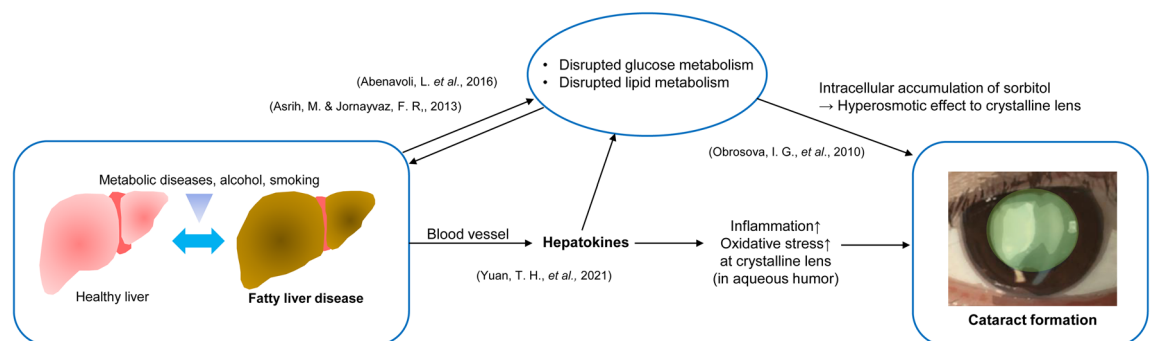 • Disrupted glucose metabolism
• Disrupted lipid metabolism
(Abenavoli, L. et al., 2016)
(Asrih, M. & Jornayvaz, F. R,, 2013)
Intracellular accumulation of sorbitol
→ Hyperosmotic effect to crystalline lens
(Obrosova, I. G., et al., 2010)
Metabolic diseases, alcohol, smoking
Healthy liver
Fatty liver disease
Blood vessel
Hepatokines
(Yuan, T. H., et al., 2021)
Inflammation↑
Oxidative stress↑
at crystalline lens
(in aqueous humor)
Cataract formation